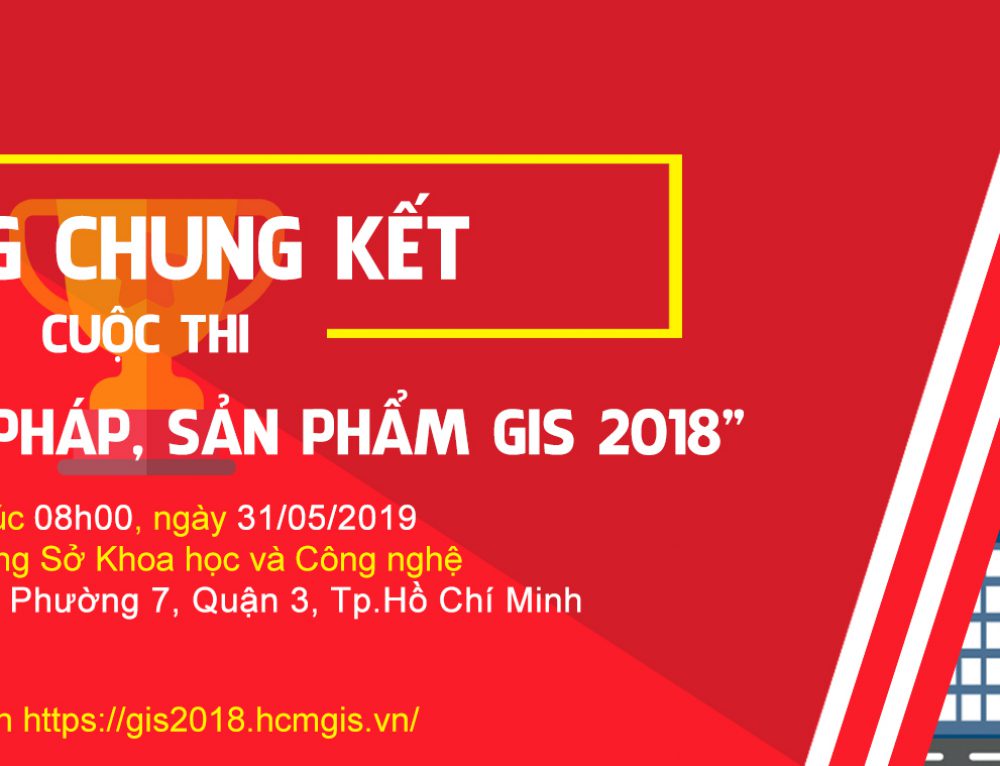 G CHUNG KẾT
CUỘC THI
PHÁP, SẢN PHẨM GIS 2018”
úc 08h00, ngày 31/05/2019
ng Sở Khoa học và Công nghệ
Phường 7, Quận 3, Tp.Hồ Chí Minh
n https://gis2018.hcmgis.vn/